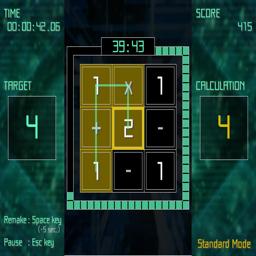 TIME
00:00:42.06
SCORE
415
39:43
TARGET
4
1 x 1
+ 2 -
1 - 1
CALCULATION
4
Remake : Space key
(-5 sec.)
Pause : Esc key
Standard Mode